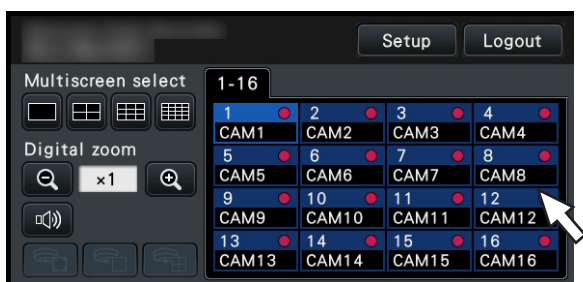 Setup Logout
Multiscreen select
1-16
1 2 3 4
CAM1 CAM2 CAM3 CAM4
Digital zoom
5 6 7 8
CAM5 CAM6 CAM7 CAM8
×1
9 10 11 12
CAM9 CAM10 CAM11 CAM12
13 14 15 16
CAM13 CAM14 CAM15 CAM16